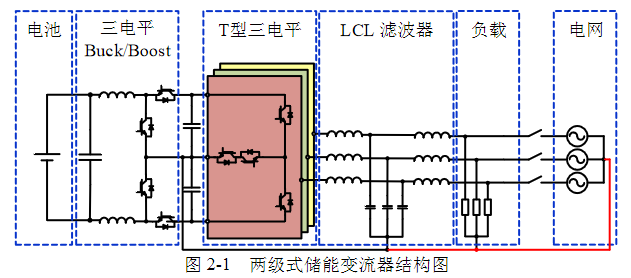 电池
三电平
Buck/Boost
T型三电平
LCL 滤波器
负载
电网
图 2-1 两级式储能变流器结构图